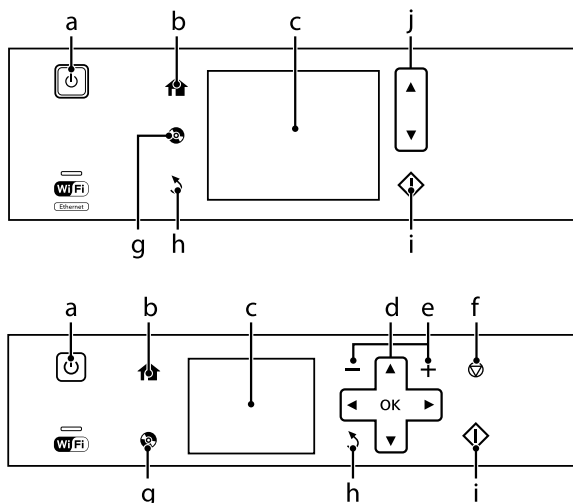 a b c j
WiFi
Ethernet
g h i
a b c d e f
OK
WiFi
g h i